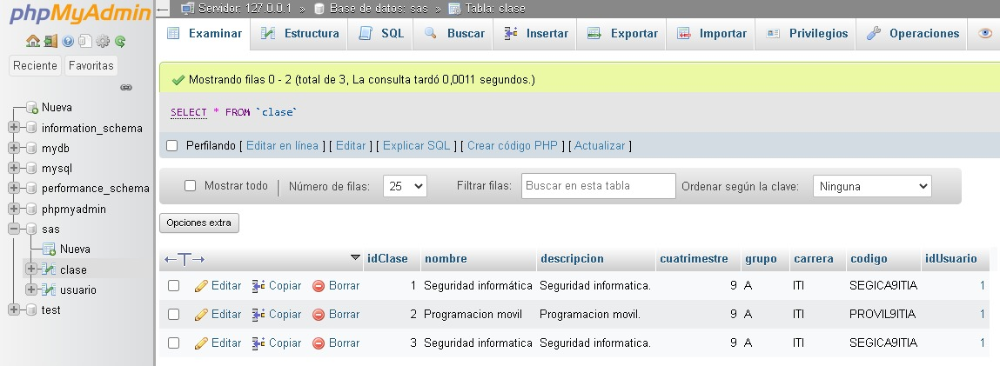 phpMyAdmin
Servidor: 127.0.0.1 » Base de datos: sas » Tabla: clase
Examinar Estructura SQL Buscar Insertar Exportar Importar Privilegios Operaciones
Reciente Favoritas
Nueva
information_schema
mydb
mysql
performance_schema
phpmyadmin
sas
Nueva
clase
usuario
test
Mostrando filas 0 - 2 (total de 3, La consulta tardó 0,0011 segundos.)
SELECT * FROM `clase`
Perfilando [ Editar en línea ] [ Editar ] [ Explicar SQL ] [ Crear código PHP ] [ Actualizar ]
Mostrar todo | Número de filas: 25 Filtrar filas: Buscar en esta tabla Ordenar según la clave: Ninguna
Opciones extra
←T→ idClase nombre descripcion cuatrimestre grupo carrera codigo idUsuario
Editar Copiar Borrar 1 Seguridad informática Seguridad informatica. 9 A ITI SEGICA9ITIA 1
Editar Copiar Borrar 2 Programacion movil Programacion movil. 9 A ITI PROVIL9ITIA 1
Editar Copiar Borrar 3 Seguridad informatica Seguridad informatica. 9 A ITI SEGICA9ITIA 1